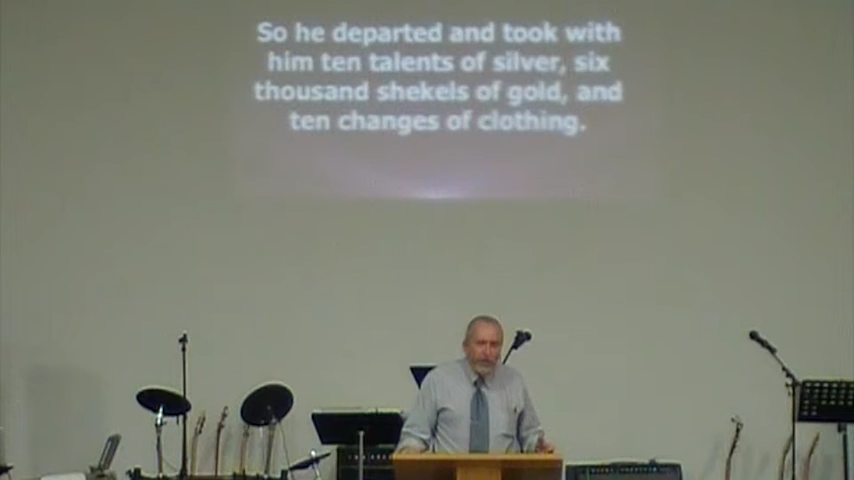 So he departed and took with
him ten talents of silver, six
thousand shekels of gold, and
ten changes of clothing.